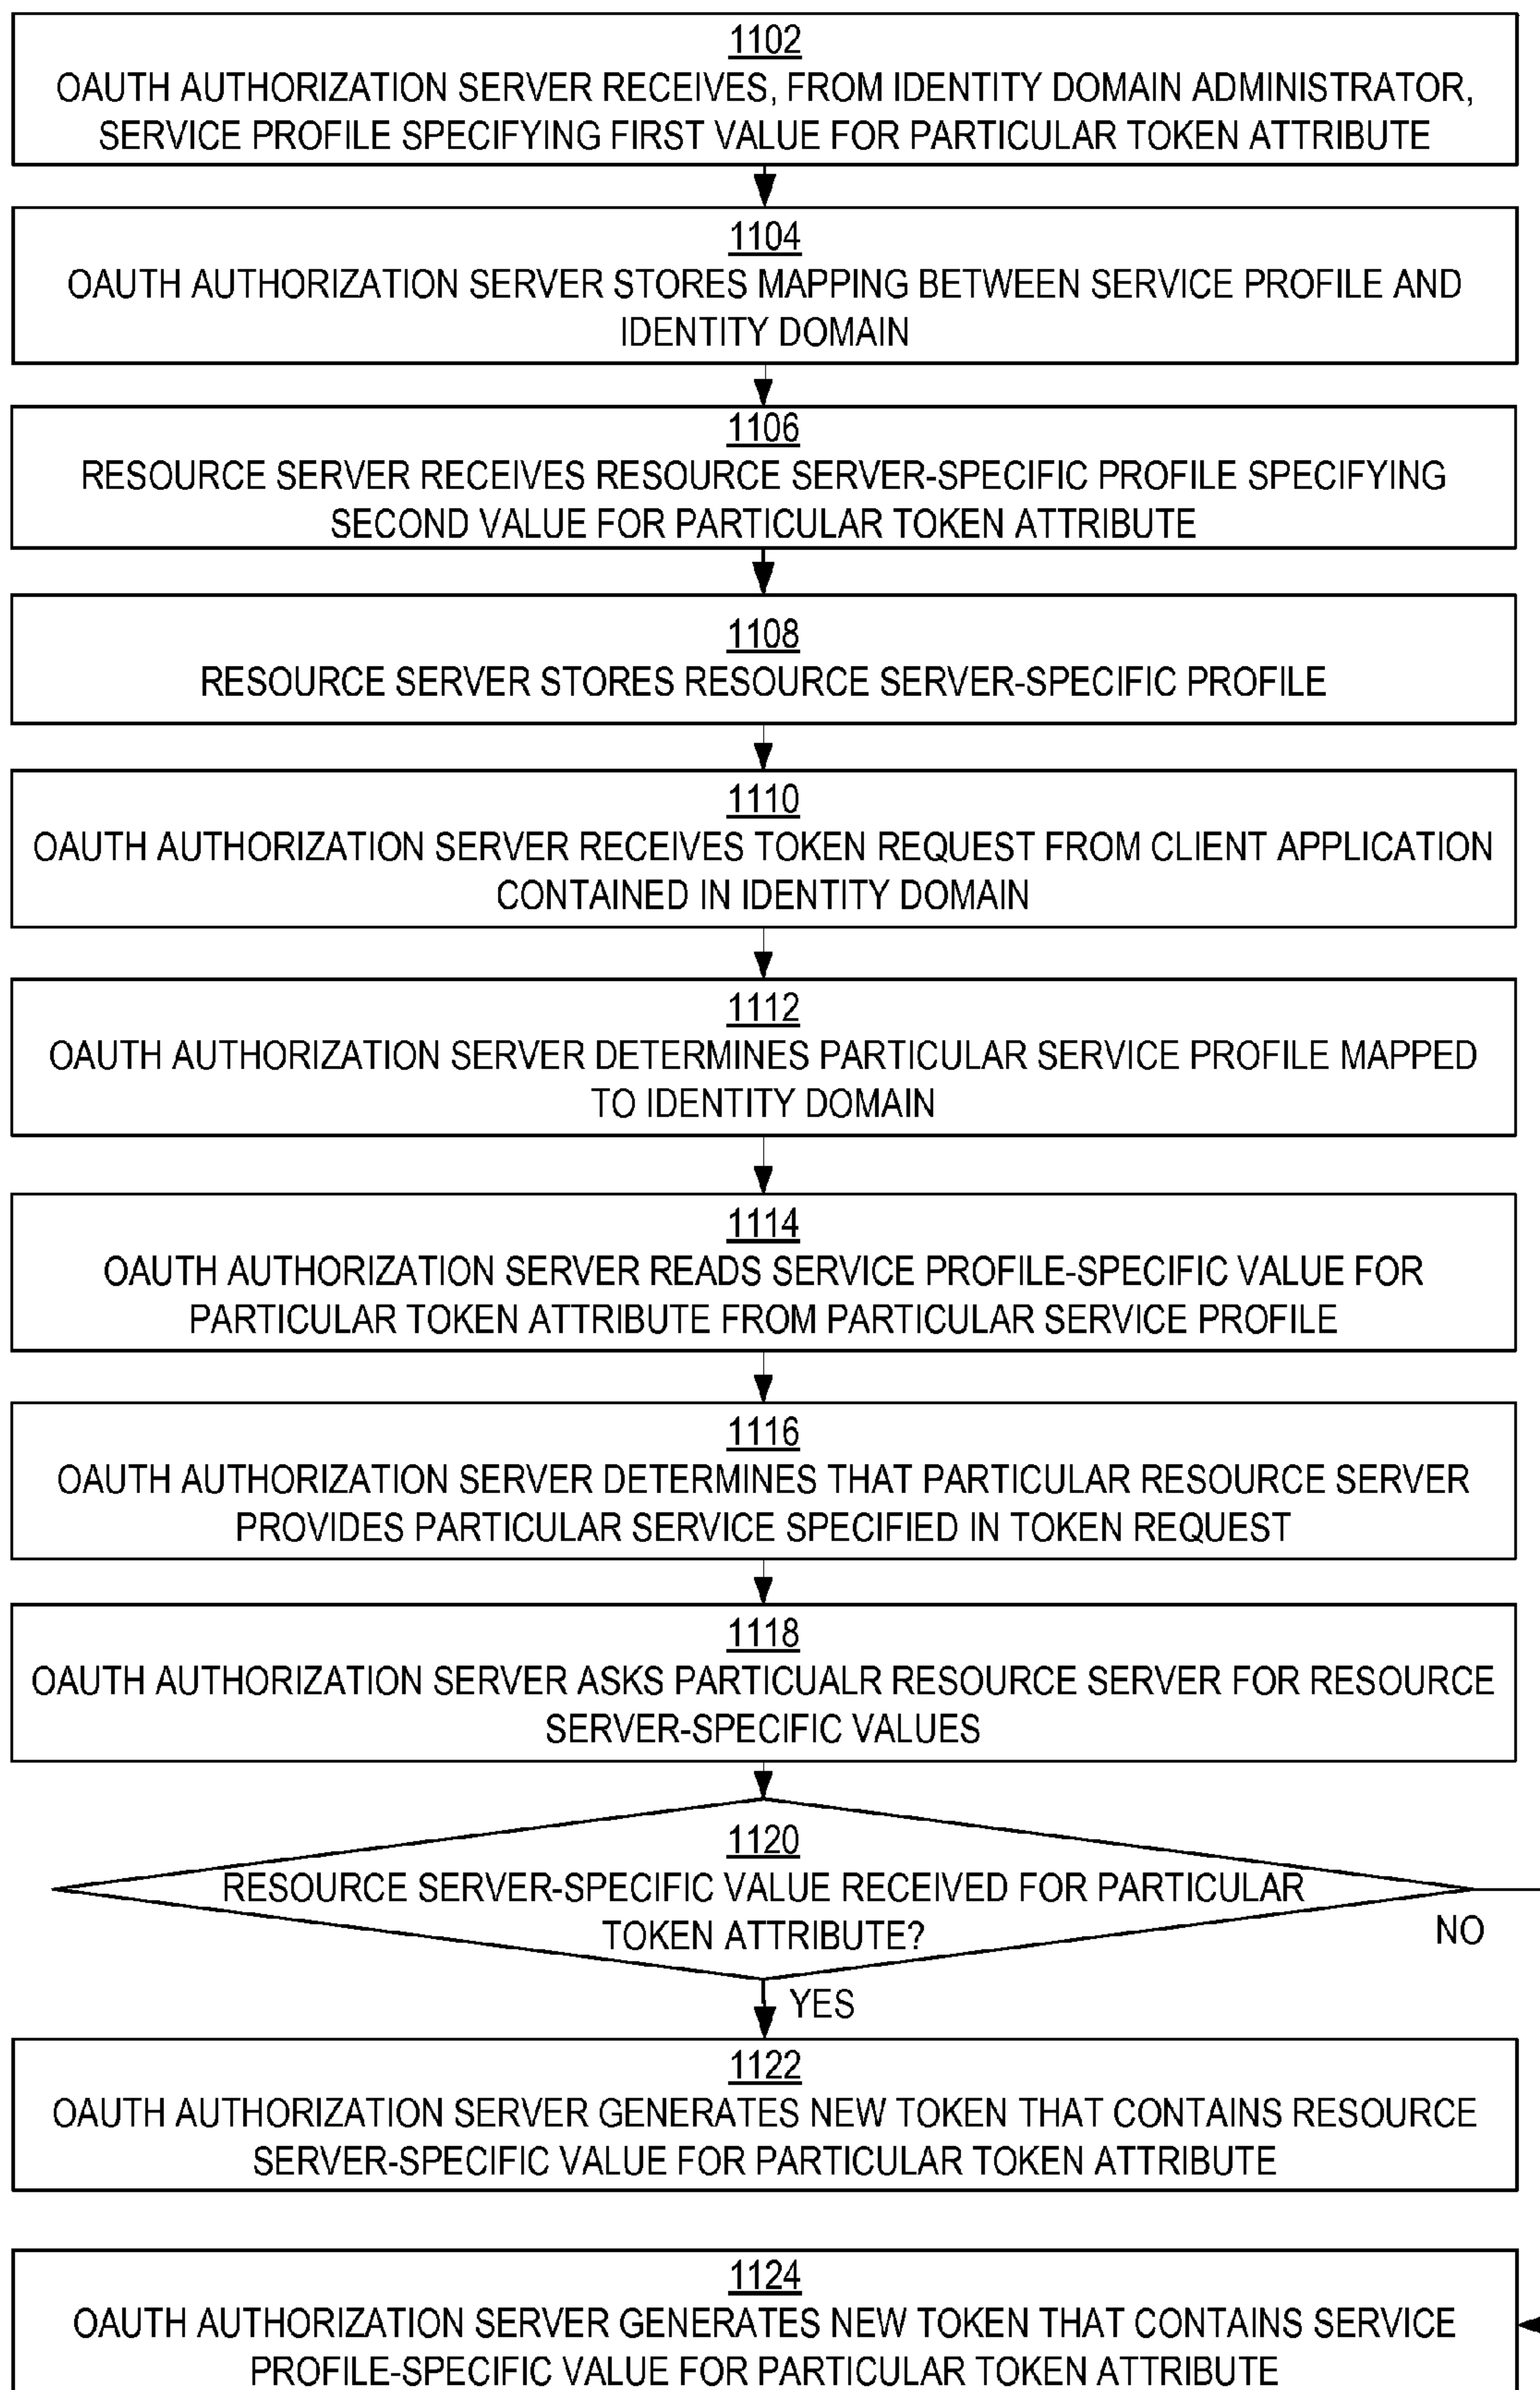 1102
OAUTH AUTHORIZATION SERVER RECEIVES, FROM IDENTITY DOMAIN ADMINISTRATOR,
SERVICE PROFILE SPECIFYING FIRST VALUE FOR PARTICULAR TOKEN ATTRIBUTE
1104
OAUTH AUTHORIZATION SERVER STORES MAPPING BETWEEN SERVICE PROFILE AND
IDENTITY DOMAIN
1106
RESOURCE SERVER RECEIVES RESOURCE SERVER-SPECIFIC PROFILE SPECIFYING
SECOND VALUE FOR PARTICULAR TOKEN ATTRIBUTE
1108
RESOURCE SERVER STORES RESOURCE SERVER-SPECIFIC PROFILE
1110
OAUTH AUTHORIZATION SERVER RECEIVES TOKEN REQUEST FROM CLIENT APPLICATION
CONTAINED IN IDENTITY DOMAIN
1112
OAUTH AUTHORIZATION SERVER DETERMINES PARTICULAR SERVICE PROFILE MAPPED
TO IDENTITY DOMAIN
1114
OAUTH AUTHORIZATION SERVER READS SERVICE PROFILE-SPECIFIC VALUE FOR
PARTICULAR TOKEN ATTRIBUTE FROM PARTICULAR SERVICE PROFILE
1116
OAUTH AUTHORIZATION SERVER DETERMINES THAT PARTICULAR RESOURCE SERVER
PROVIDES PARTICULAR SERVICE SPECIFIED IN TOKEN REQUEST
1118
OAUTH AUTHORIZATION SERVER ASKS PARTICUALR RESOURCE SERVER FOR RESOURCE
SERVER-SPECIFIC VALUES
1120
RESOURCE SERVER-SPECIFIC VALUE RECEIVED FOR PARTICULAR
TOKEN ATTRIBUTE?
NO
YES
1122
OAUTH AUTHORIZATION SERVER GENERATES NEW TOKEN THAT CONTAINS RESOURCE
SERVER-SPECIFIC VALUE FOR PARTICULAR TOKEN ATTRIBUTE
1124
OAUTH AUTHORIZATION SERVER GENERATES NEW TOKEN THAT CONTAINS SERVICE
PROFILE-SPECIFIC VALUE FOR PARTICULAR TOKEN ATTRIBUTE